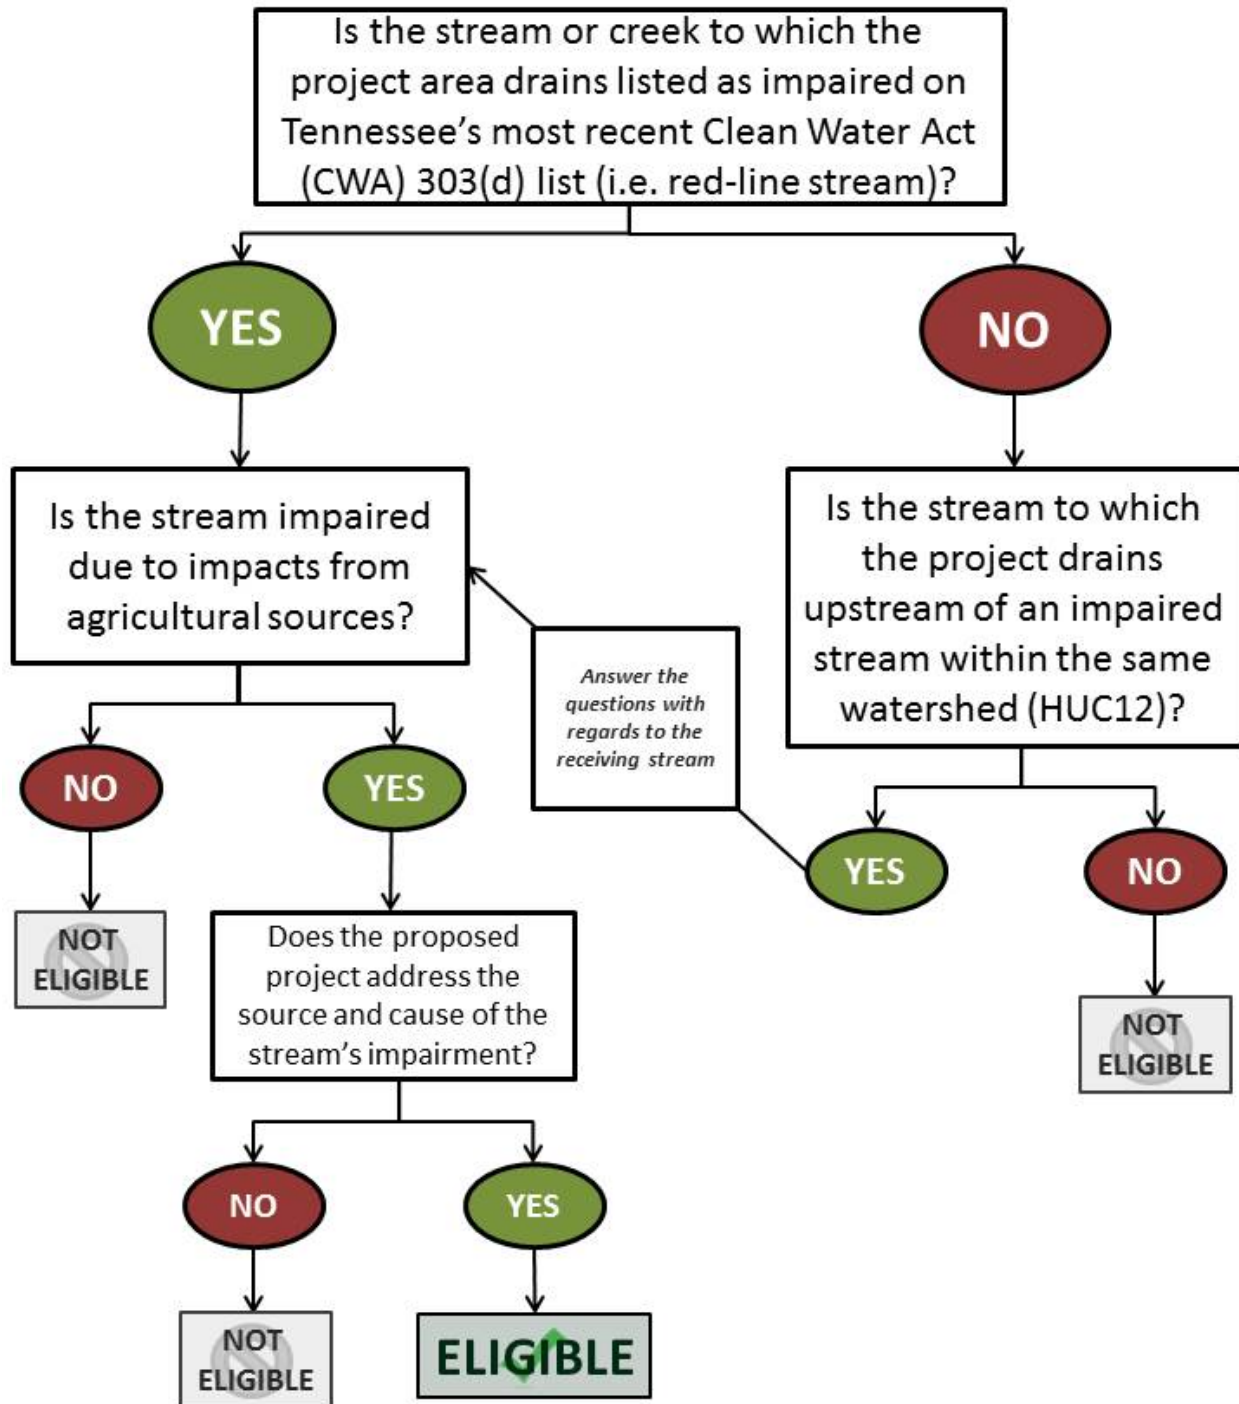 Is the stream or creek to which the
project area drains listed as impaired on
Tennessee's most recent Clean Water Act
(CWA) 303(d) list (i.e. red-line stream)?
YES
NO
Is the stream impaired
due to impacts from
agricultural sources?
Is the stream to which
the project drains
upstream of an impaired
stream within the same
watershed (HUC12)?
Answer the
questions with
regards to the
receiving stream
NO
YES
YES
NO
NOT
ELIGIBLE
Does the proposed
project address the
source and cause of the
stream's impairment?
NOT
ELIGIBLE
NO
YES
NOT
ELIGIBLE
ELIGIBLE